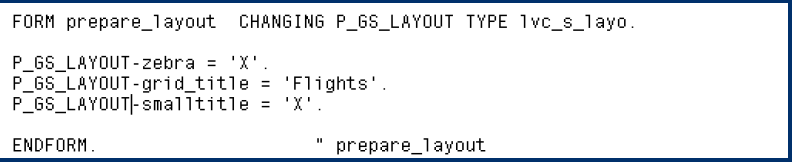 FORM prepare_layout  CHANGING P_GS_LAYOUT TYPE lvc_s_layo.
P_GS_LAYOUT-zebra = 'X'.
P_GS_LAYOUT-grid_title = 'Flights'.
P_GS_LAYOUT-smalltitle = 'X'.
ENDFORM.                    " prepare_layout